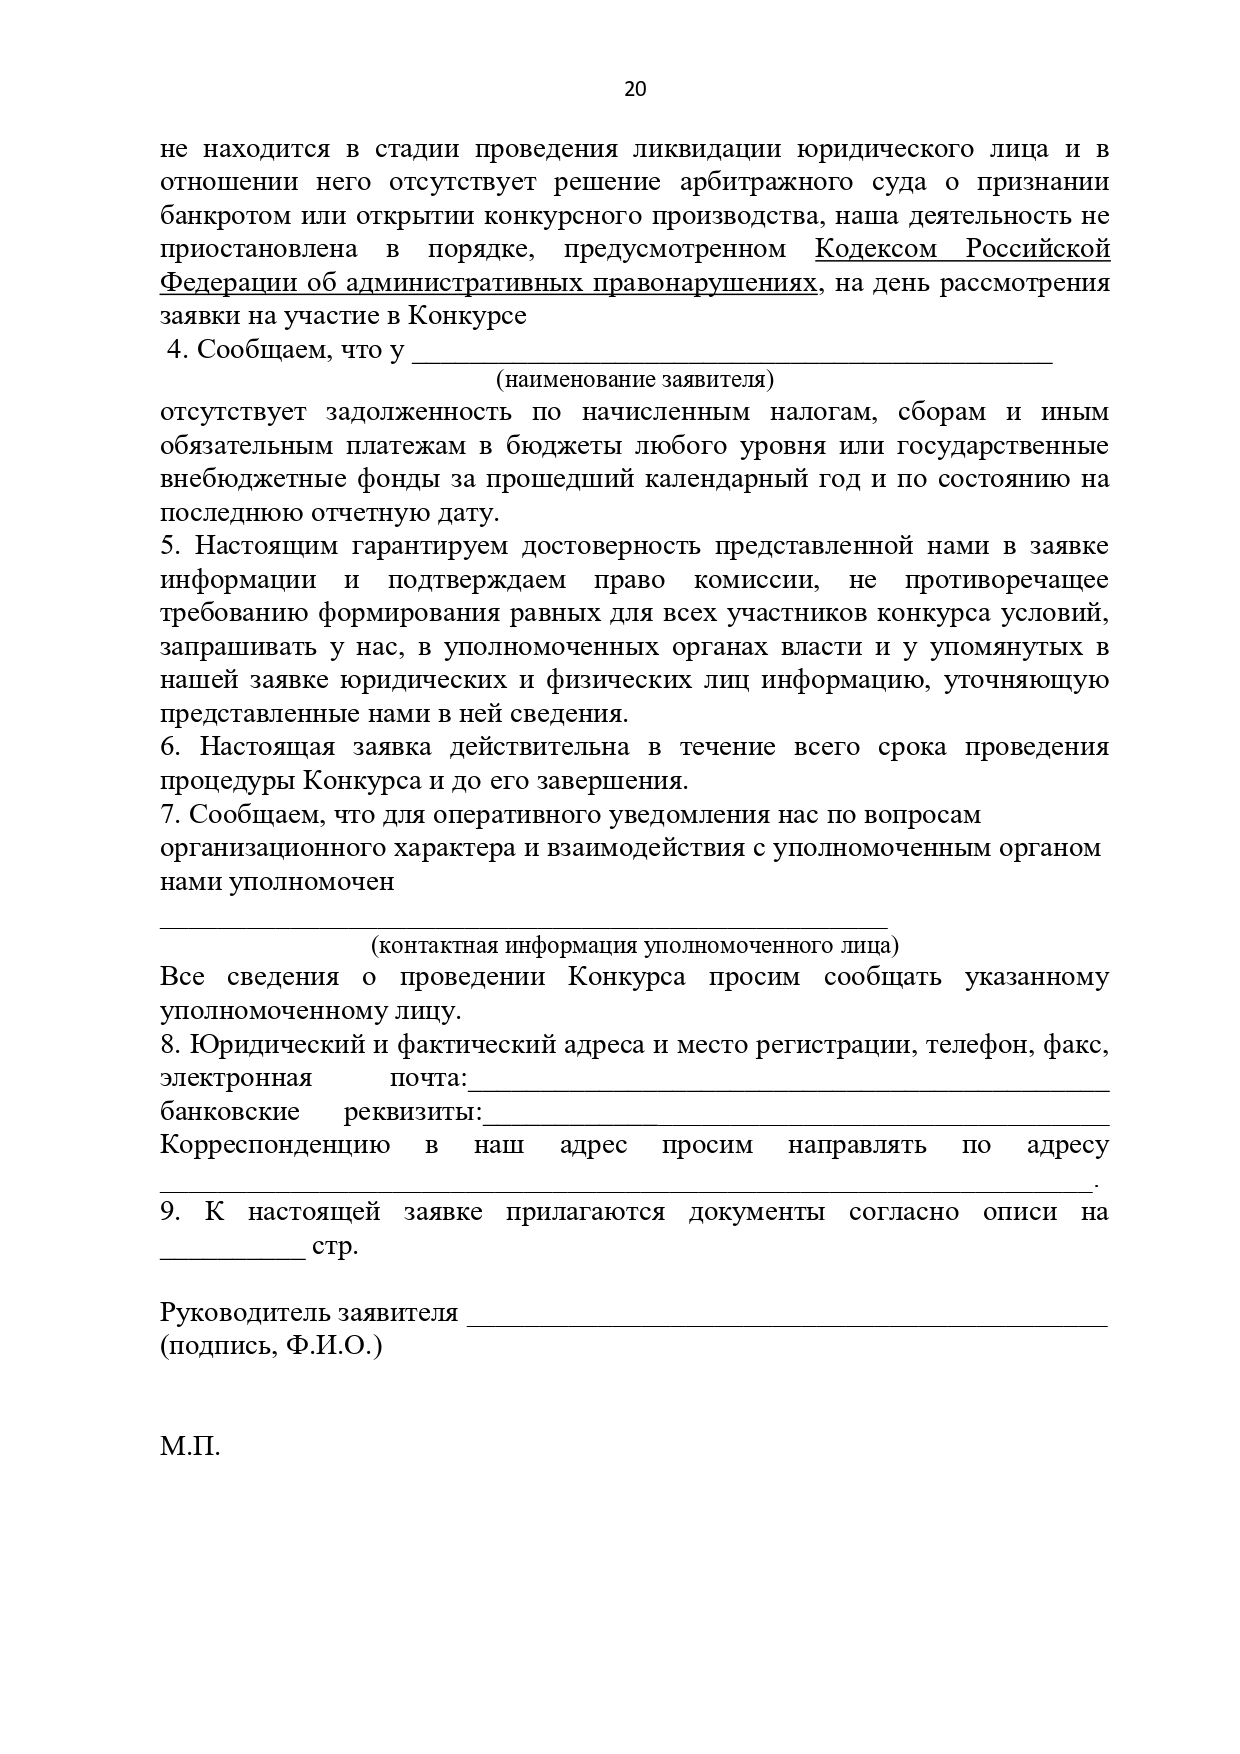 20
не находится в стадии проведения ликвидации юридического лица и в
отношении него отсутствует решение арбитражного суда о признании
банкротом или открытии конкурсного производства, наша деятельность не
приостановлена в порядке, предусмотренном Кодексом Российской
Федерации об административных правонарушениях, на день рассмотрения
заявки на участие в Конкурсе
4. Сообщаем, что у ____________________________________________
(наименование заявителя)
отсутствует задолженность по начисленным налогам, сборам и иным
обязательным платежам в бюджеты любого уровня или государственные
внебюджетные фонды за прошедший календарный год и по состоянию на
последнюю отчетную дату.
5. Настоящим гарантируем достоверность представленной нами в заявке
информации и подтверждаем право комиссии, не противоречащее
требованию формирования равных для всех участников конкурса условий,
запрашивать у нас, в уполномоченных органах власти и у упомянутых в
нашей заявке юридических и физических лиц информацию, уточняющую
представленные нами в ней сведения.
6. Настоящая заявка действительна в течение всего срока проведения
процедуры Конкурса и до его завершения.
7. Сообщаем, что для оперативного уведомления нас по вопросам
организационного характера и взаимодействия с уполномоченным органом
нами уполномочен
__________________________________________________
(контактная информация уполномоченного лица)
Все сведения о проведении Конкурса просим сообщать указанному
уполномоченному лицу.
8. Юридический и фактический адреса и место регистрации, телефон, факс,
электронная почта:____________________________________________
банковские реквизиты:___________________________________________
Корреспонденцию в наш адрес просим направлять по адресу
________________________________________________________________.
9. К настоящей заявке прилагаются документы согласно описи на
__________ стр.
Руководитель заявителя ____________________________________________
(подпись, Ф.И.О.)
М.П.